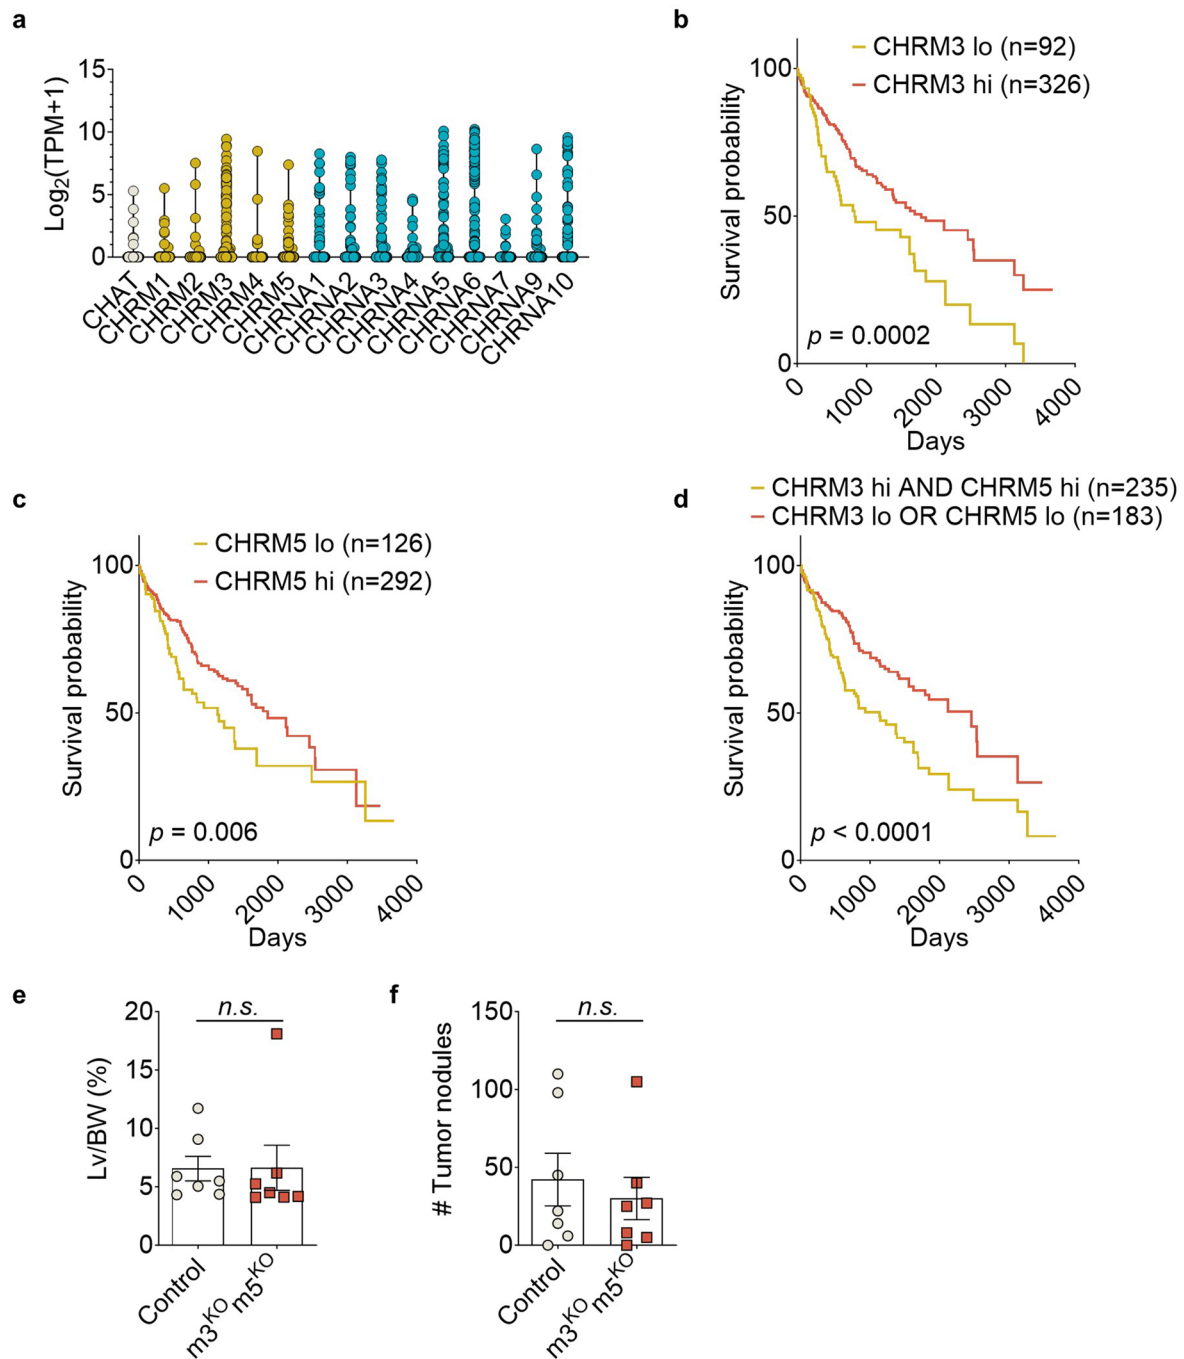 a
15
10
5
0
Log2(TPM+1)
CHAT
CHRM1
CHRM2
CHRM3
CHRM4
CHRM5
CHRNA1
CHRNA2
CHRNA3
CHRNA4
CHRNA5
CHRNA6
CHRNA7
CHRNA9
CHRNA10
b
CHRM3 lo (n=92)
CHRM3 hi (n=326)
100
50
0
Survival probability
p = 0.0002
0
1000
2000
3000
4000
Days
c
CHRM5 lo (n=126)
CHRM5 hi (n=292)
100
50
0
Survival probability
p = 0.006
0
1000
2000
3000
4000
Days
d
CHRM3 hi AND CHRM5 hi (n=235)
CHRM3 lo OR CHRM5 lo (n=183)
100
50
0
Survival probability
p < 0.0001
0
1000
2000
3000
4000
Days
e
n.s.
20
15
10
5
0
Lv/BW (%)
Control
m3KO m5KO
f
n.s.
150
100
50
0
# Tumor nodules
Control
m3KO m5KO